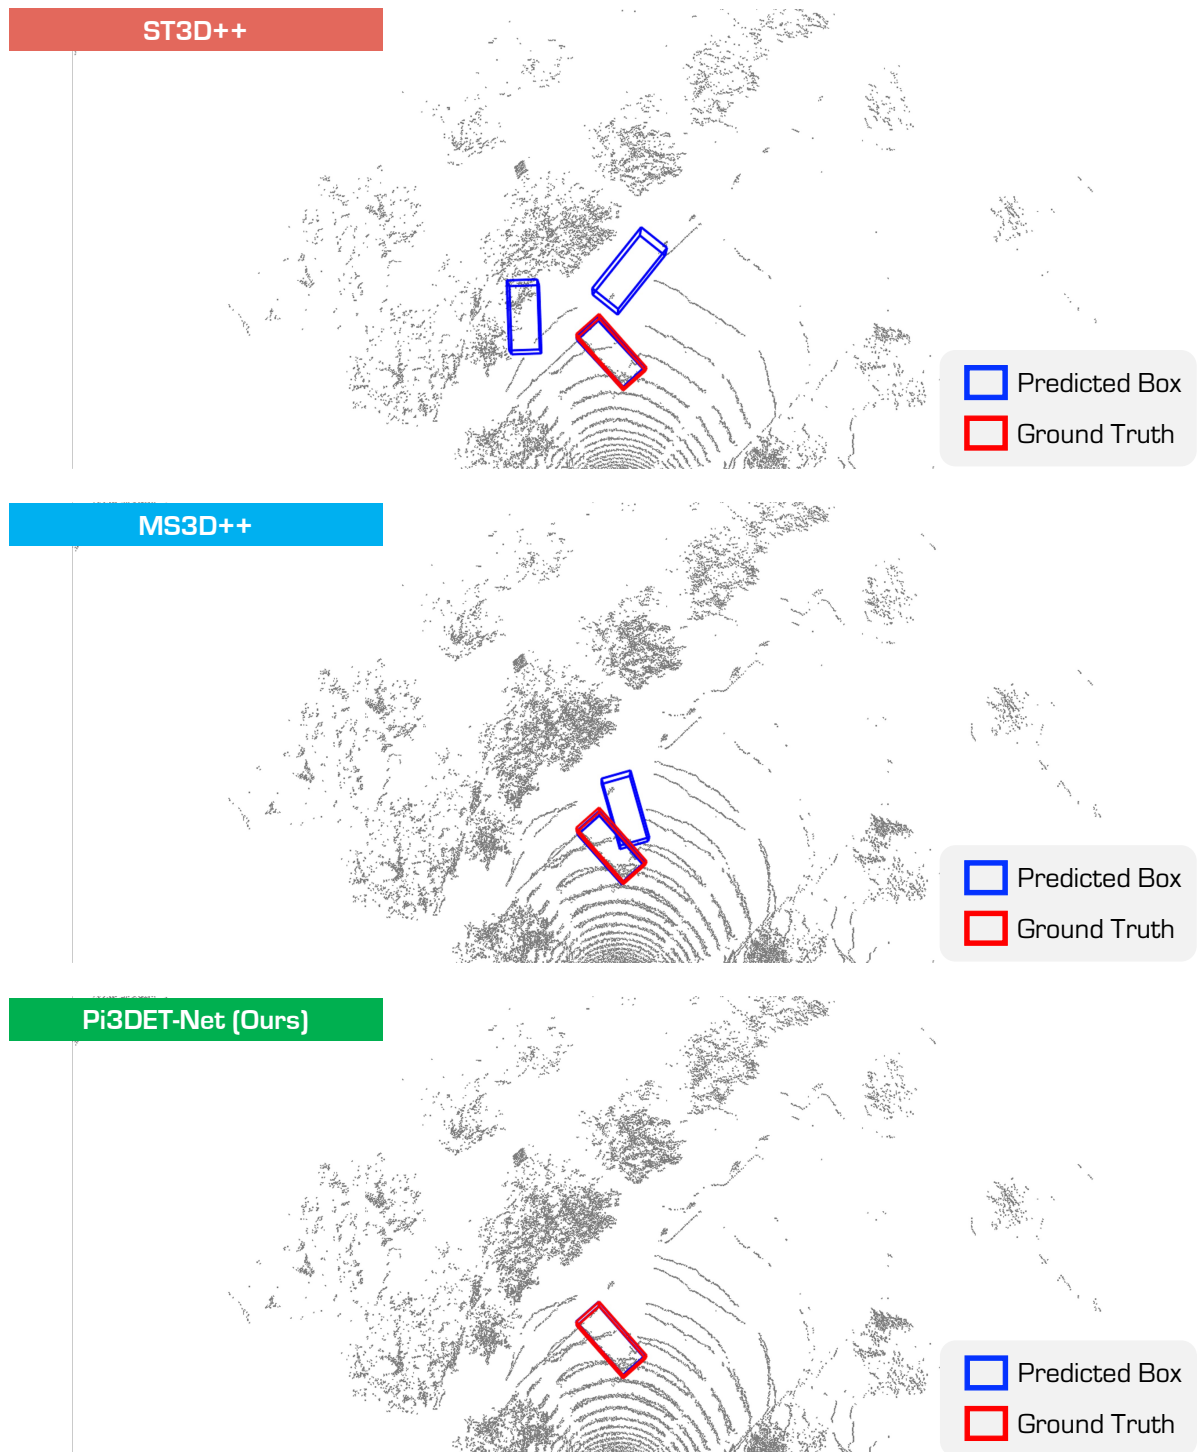 ST3D++
Predicted Box
Ground Truth
MS3D++
Predicted Box
Ground Truth
Pi3DET-Net (Ours)
Predicted Box
Ground Truth